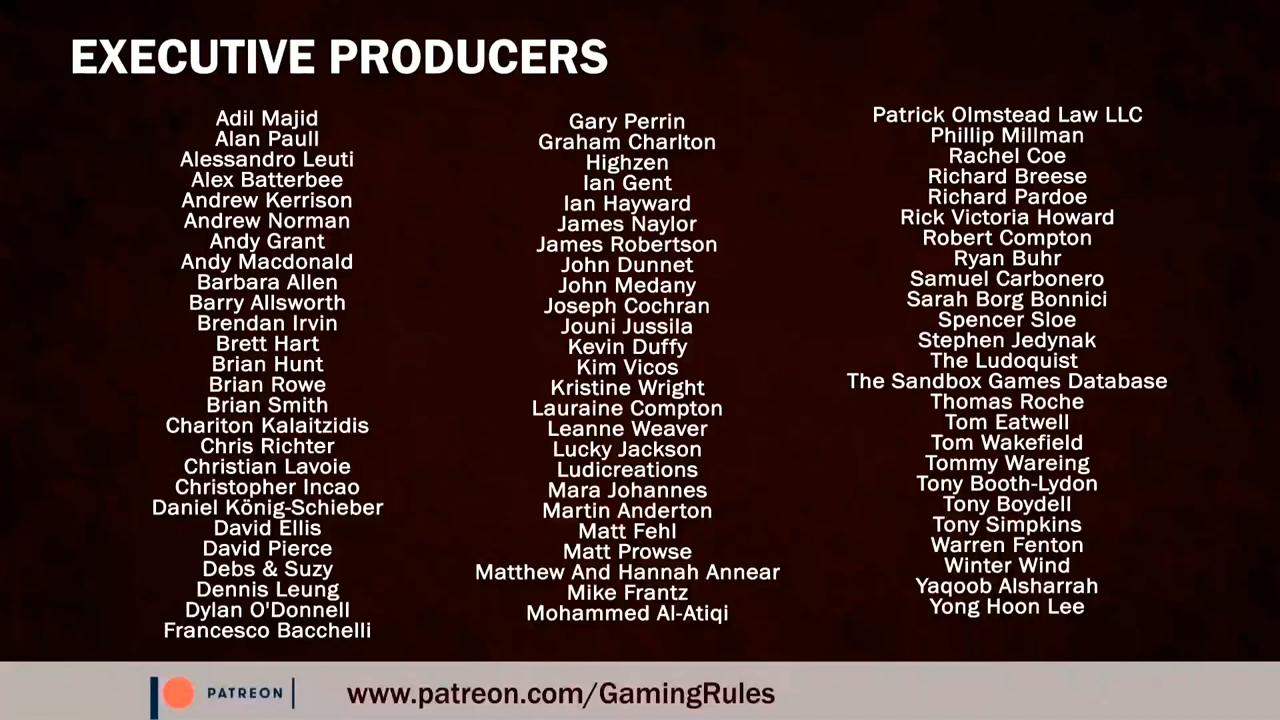 EXECUTIVE PRODUCERS
Adil Majid
Alan Paull
Alessandro Leuti
Alex Batterbee
Andrew Kerrison
Andrew Norman
Andy Grant
Andy Macdonald
Barbara Allen
Barry Allsworth
Brendan Irvin
Brett Hart
Brian Hunt
Brian Rowe
Brian Smith
Chariton Kalaitzidis
Chris Richter
Christian Lavoie
Christopher Incao
Daniel König-Schieber
David Ellis
David Pierce
Debs & Suzy
Dennis Leung
Dylan O'Donnell
Francesco Bacchelli
Gary Perrin
Graham Charlton
Highzen
Ian Gent
Ian Hayward
James Naylor
James Robertson
John Dunnet
John Medany
Joseph Cochran
Jouni Jussila
Kevin Duffy
Kim Vicos
Kristine Wright
Lauraine Compton
Leanne Weaver
Lucky Jackson
Ludicreations
Mara Johannes
Martin Anderton
Matt Fehl
Matt Prowse
Matthew And Hannah Annear
Mike Frantz
Mohammed Al-Atiqi
Patrick Olmstead Law LLC
Phillip Millman
Rachel Coe
Richard Breese
Richard Pardoe
Rick Victoria Howard
Robert Compton
Ryan Buhr
Samuel Carbonero
Sarah Borg Bonnici
Spencer Sloe
Stephen Jedynak
The Ludoquist
The Sandbox Games Database
Thomas Roche
Tom Eatwell
Tom Wakefield
Tommy Wareing
Tony Booth-Lydon
Tony Boydell
Tony Simpkins
Warren Fenton
Winter Wind
Yaqoob Alsharrah
Yong Hoon Lee
PATREON
www.patreon.com/GamingRules